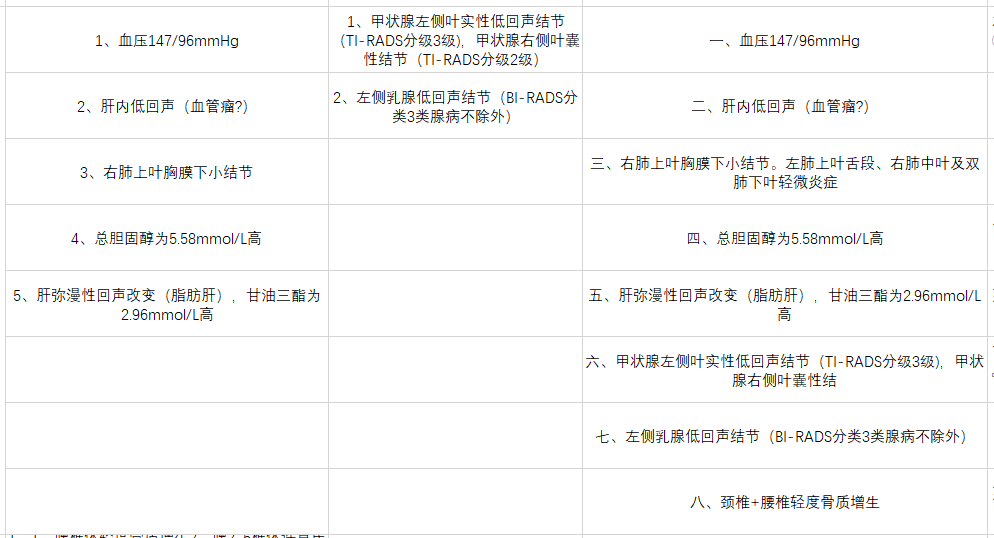 1、血压147/96mmHg
1、甲状腺左侧叶实性低回声结节
（TI-RADS分级3级)，甲状腺右侧叶囊
性结节（TI-RADS分级2级）
一、血压147/96mmHg
2、肝内低回声（血管瘤?）
2、左侧乳腺低回声结节（BI-RADS分
类3类腺病不除外）
二、肝内低回声（血管瘤?）
3、右肺上叶胸膜下小结节
三、右肺上叶胸膜下小结节。左肺上叶舌段、右肺中叶及双
肺下叶轻微炎症
4、总胆固醇为5.58mmol/L高
四、总胆固醇为5.58mmol/L高
5、肝弥漫性回声改变（脂肪肝），甘油三酯为
2.96mmol/L高
五、肝弥漫性回声改变（脂肪肝），甘油三酯为2.96mmol/L
高
六、甲状腺左侧叶实性低回声结节（TI-RADS分级3级)，甲状
腺右侧叶囊性结
七、左侧乳腺低回声结节（BI-RADS分类3类腺病不除外）
八、颈椎+腰椎轻度骨质增生